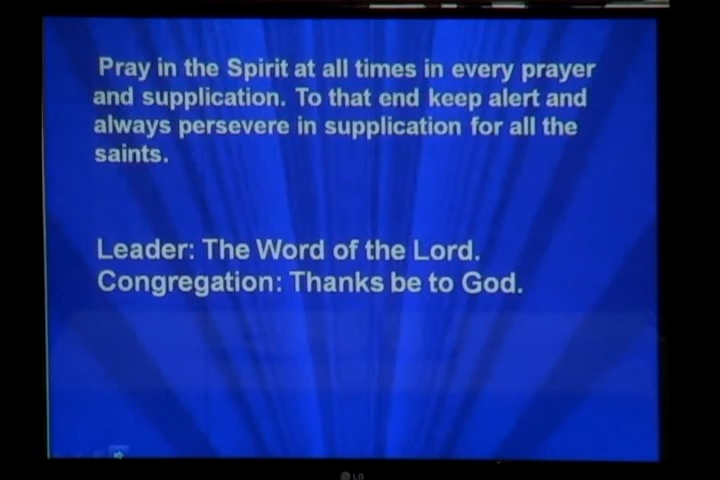 Pray in the Spirit at all times in every prayer
and supplication. To that end keep alert and
always persevere in supplication for all the
saints.
Leader: The Word of the Lord.
Congregation: Thanks be to God.
LG